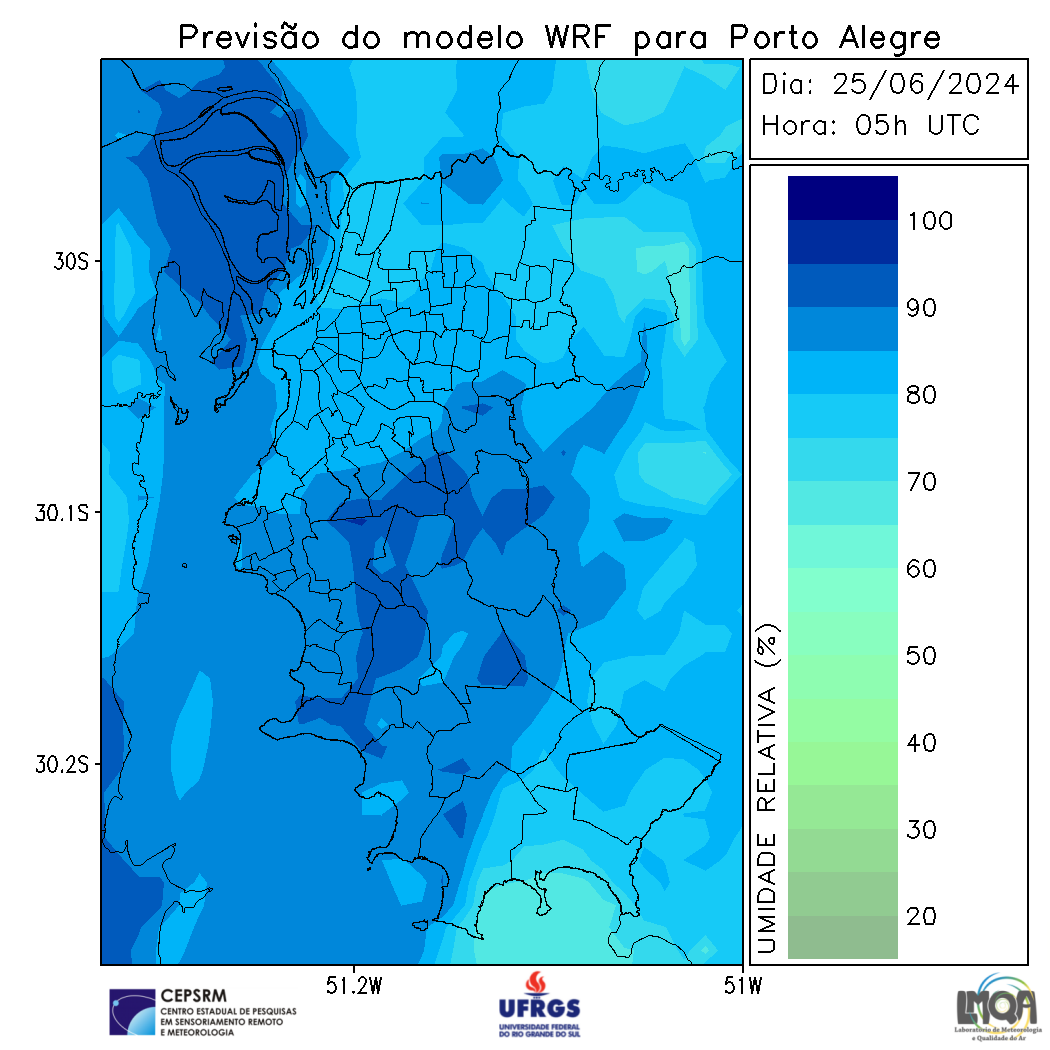 Previsão do modelo WRF para Porto Alegre
Dia: 25/06/2024
Hora: 05h UTC
30S
30.1S
30.2S
51.2W
51W
100
90
80
70
60
50
40
30
20
UMIDADE RELATIVA (%)
CEPSRM
CENTRO ESTADUAL DE PESQUISAS
EM SENSORIAMENTO REMOTO
E METEOROLOGIA
UFRGS
UNIVERSIDADE FEDERAL
DO RIO GRANDE DO SUL
LMQA
Laboratório de Meteorologia
e Qualidade do Ar